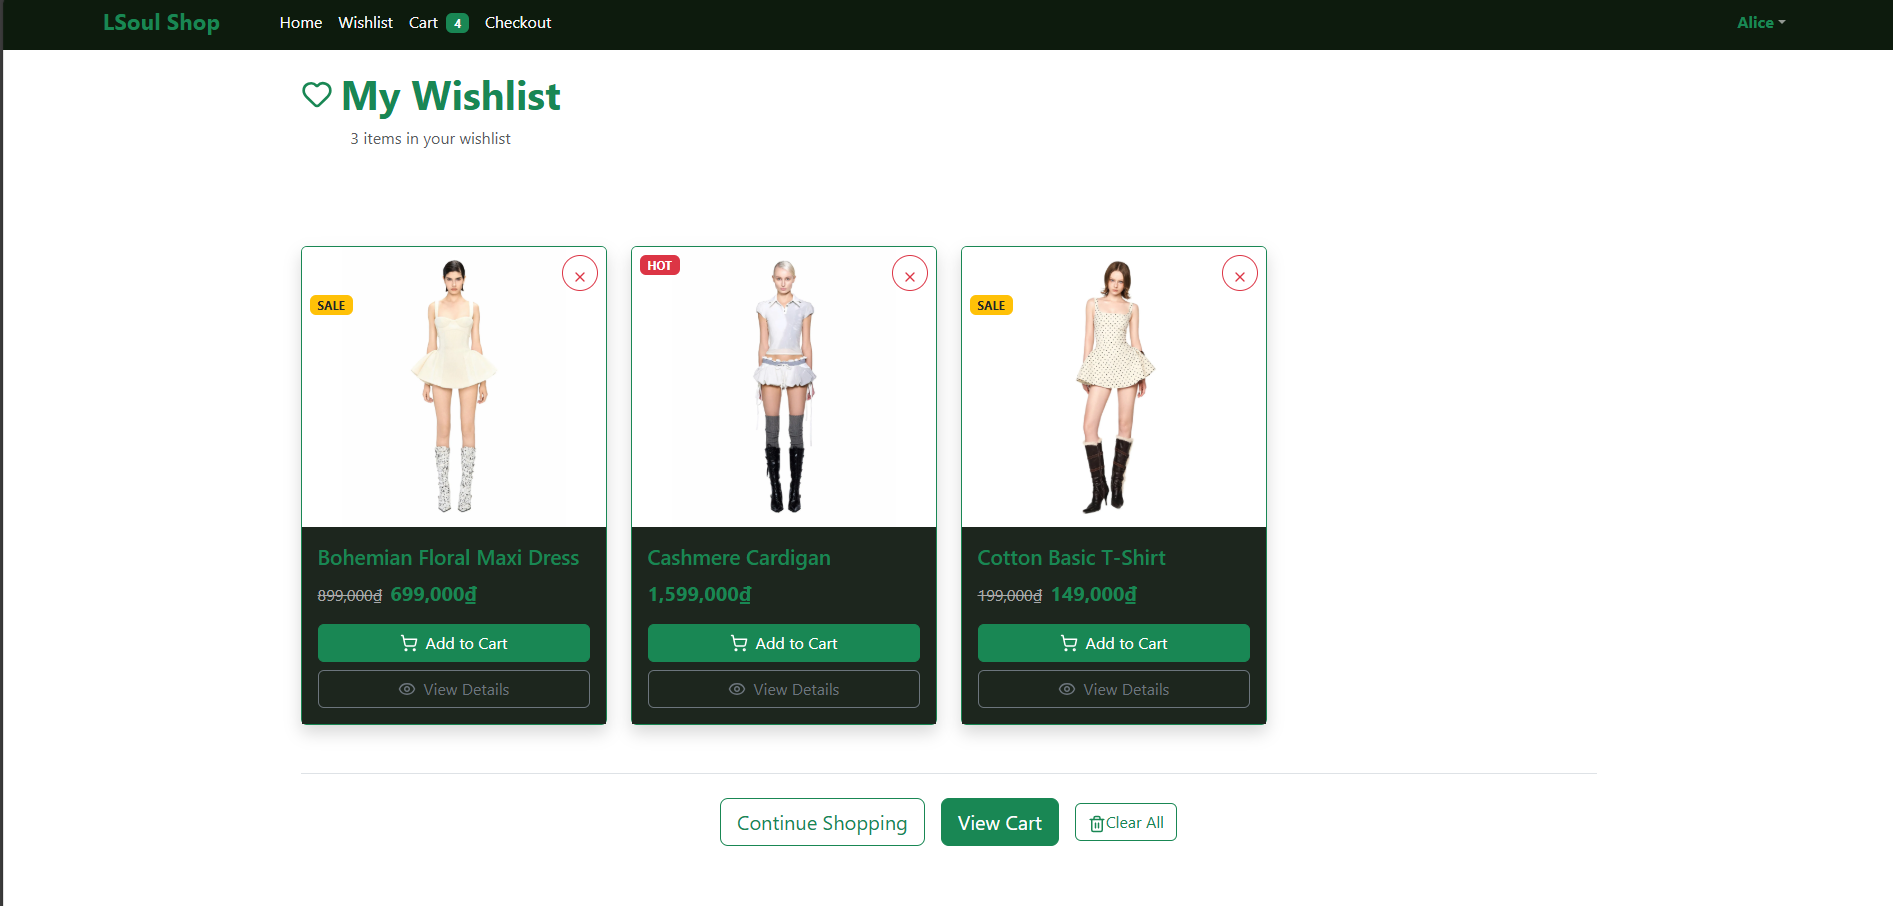 LSoul Shop Home Wishlist Cart 4 Checkout Alice
My Wishlist
3 items in your wishlist
SALE
Bohemian Floral Maxi Dress
899,000₫ 699,000₫
Add to Cart
View Details
HOT
Cashmere Cardigan
1,599,000₫
Add to Cart
View Details
SALE
Cotton Basic T-Shirt
199,000₫ 149,000₫
Add to Cart
View Details
Continue Shopping View Cart Clear All